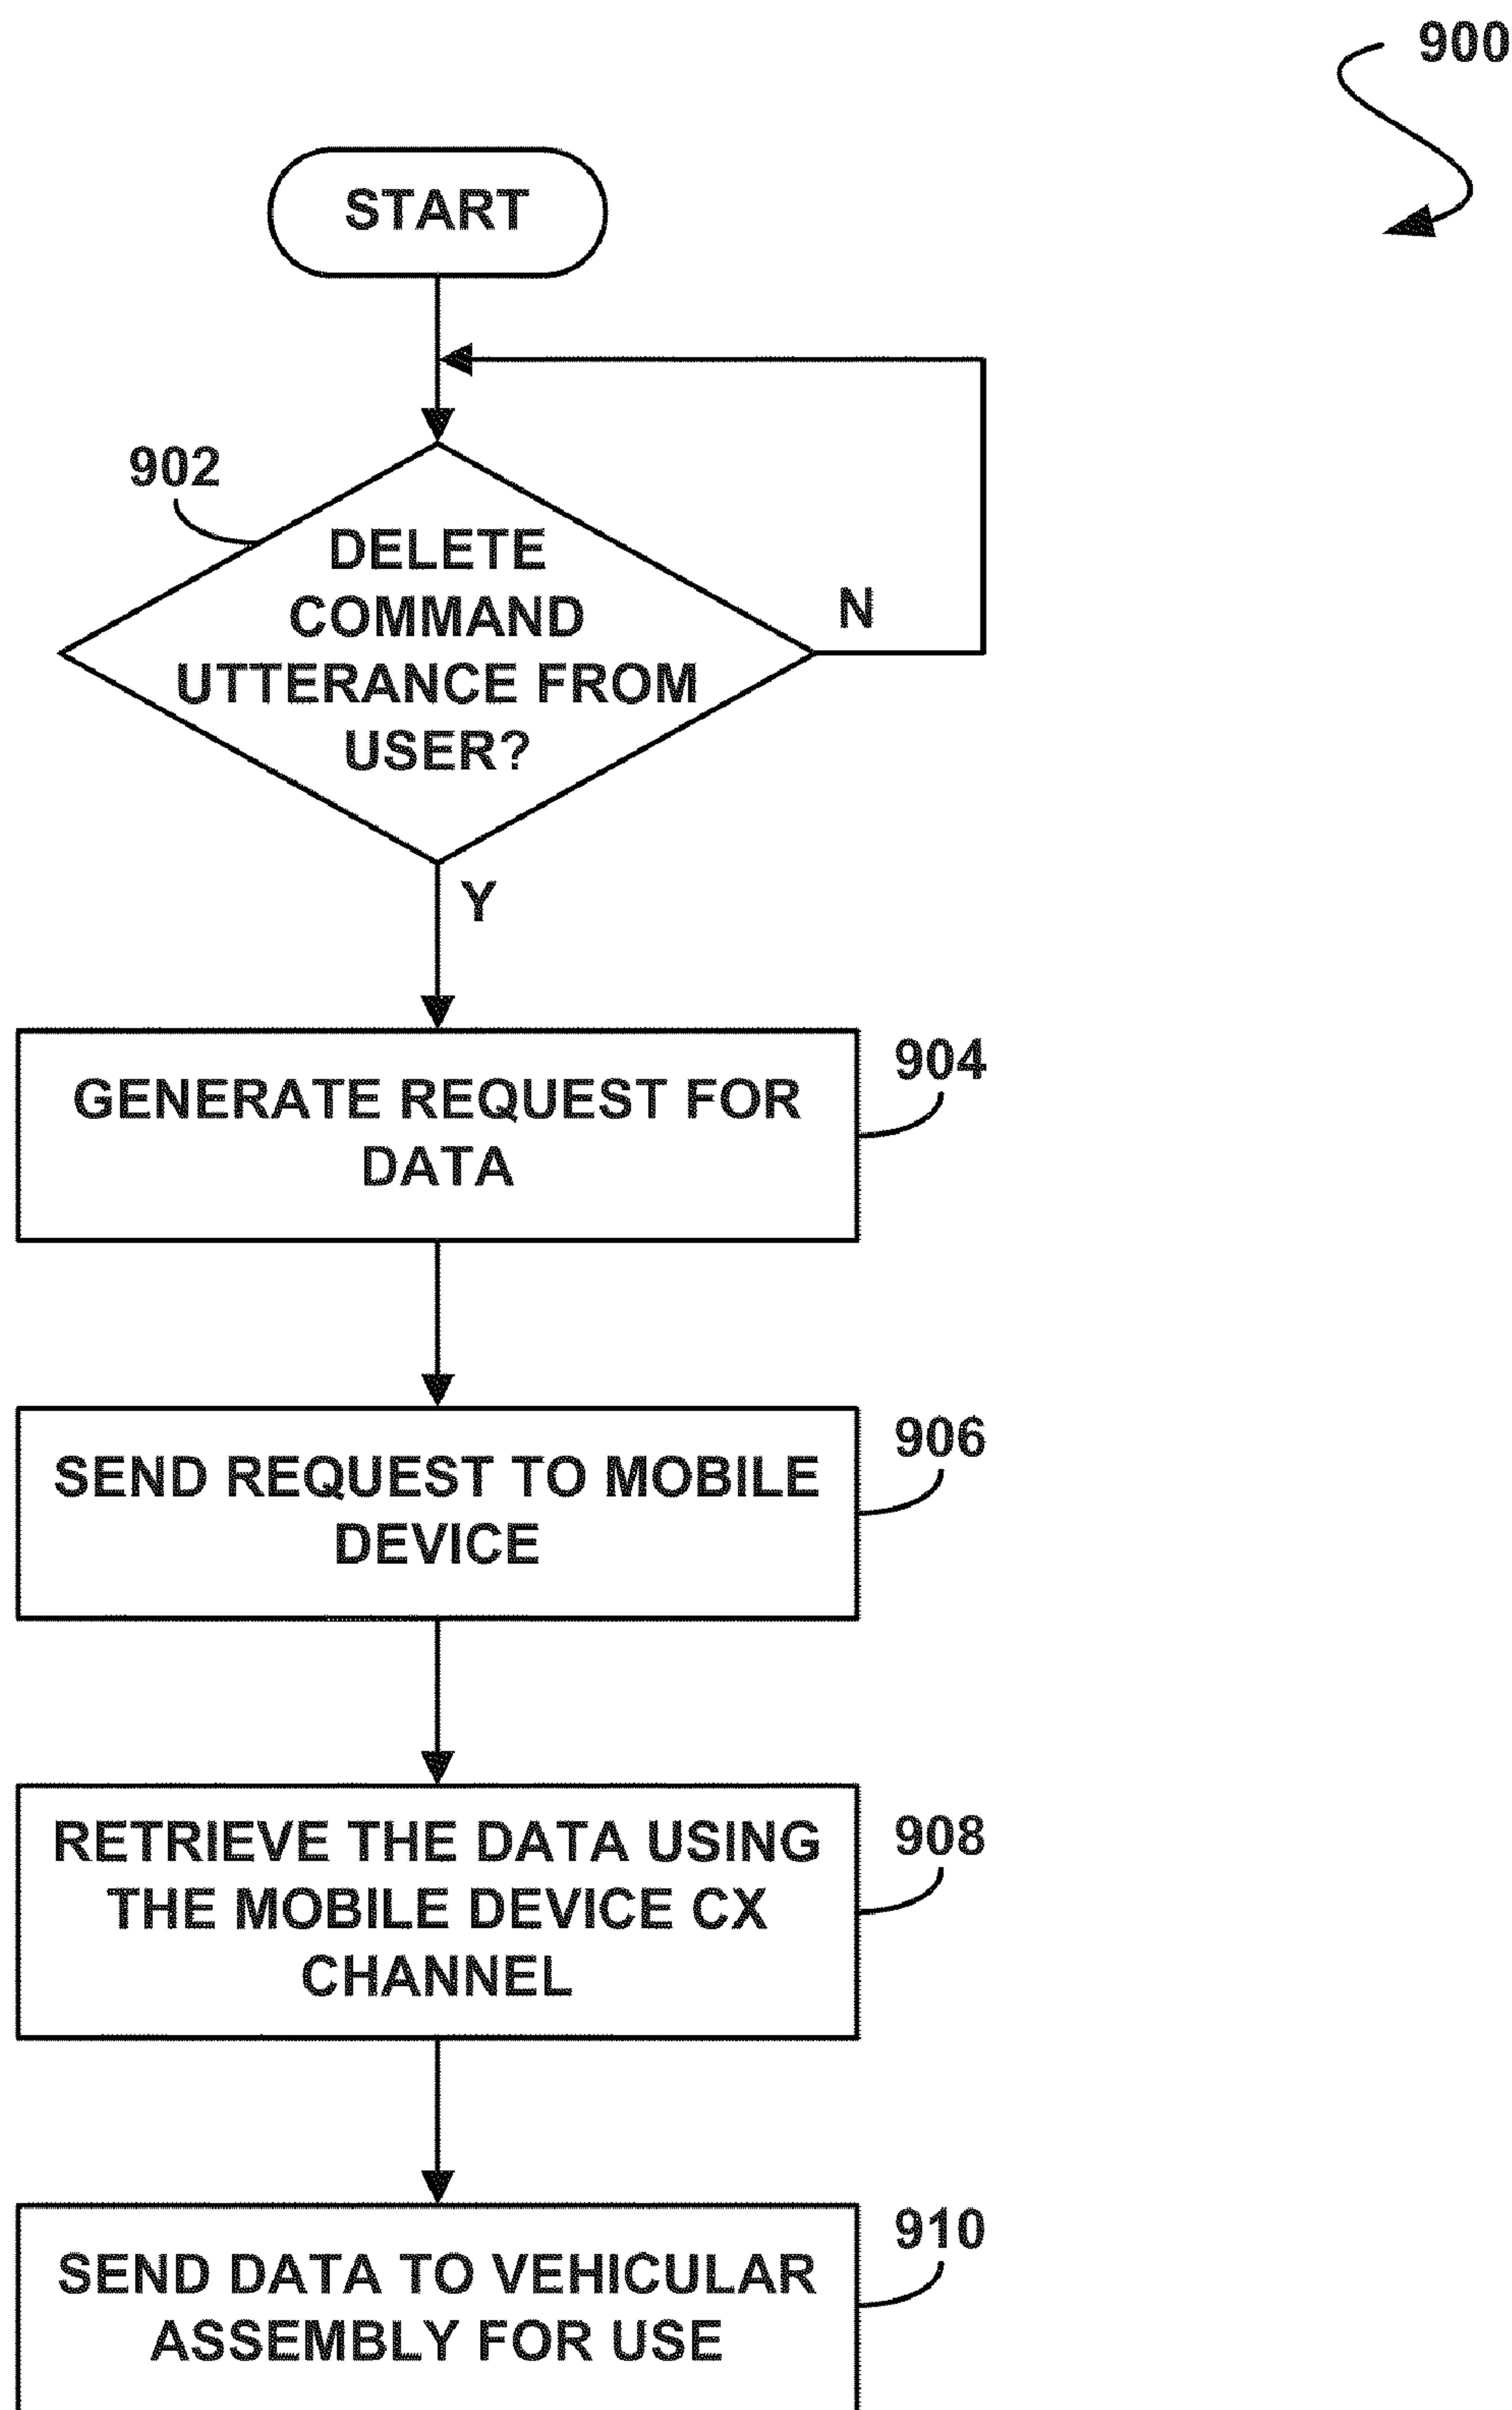 900
START
902
DELETE
COMMAND
UTTERANCE FROM
USER?
N
Y
GENERATE REQUEST FOR
DATA
904
SEND REQUEST TO MOBILE
DEVICE
906
RETRIEVE THE DATA USING
THE MOBILE DEVICE CX
CHANNEL
908
SEND DATA TO VEHICULAR
ASSEMBLY FOR USE
910